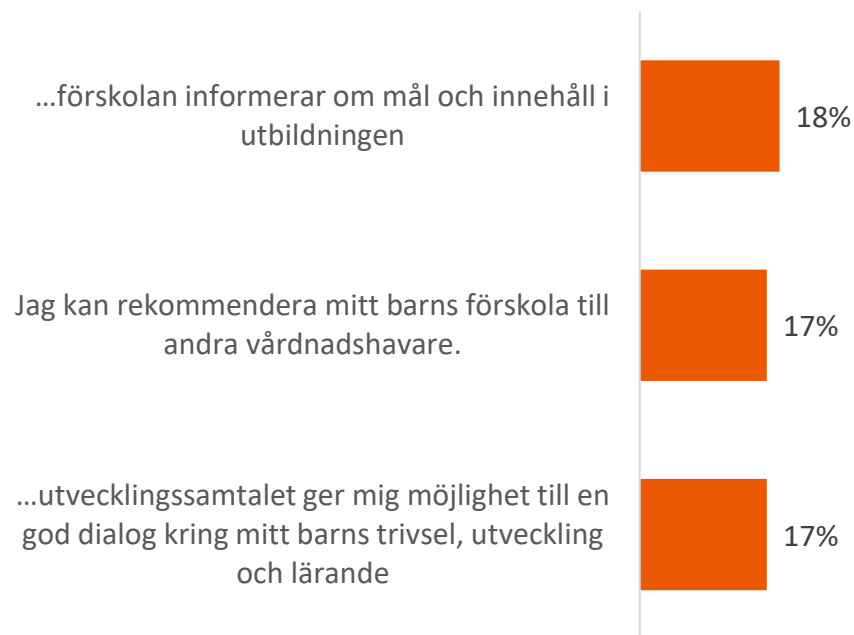 …förskolan informerar om mål och innehåll i
utbildningen
18%
Jag kan rekommendera mitt barns förskola till
andra vårdnadshavare.
17%
…utvecklingssamtalet ger mig möjlighet till en
god dialog kring mitt barns trivsel, utveckling
och lärande
17%